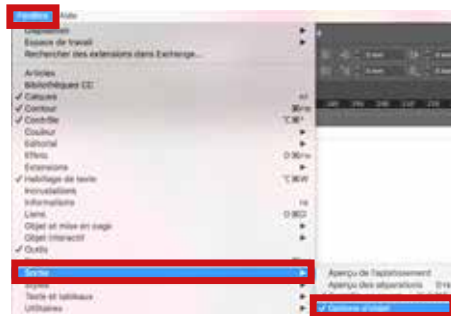 Fenêtre Aide
Disposition
Espace de travail
Rechercher des extensions dans Exchange...
Articles
Bibliothèques CC
✓ Calques
✓ Contour
✓ Contrôle
Couleur
Éditorial
Effets
Extensions
✓ Habillage de texte
Incrustations
Informations
Liens
Objet et mise en page
Objet interactif
✓ Outils
Sortie
Styles
Texte et tableaux
Utilitaires
Aperçu de l'aplatissement
Aperçu des séparations
✓ Options d'objet